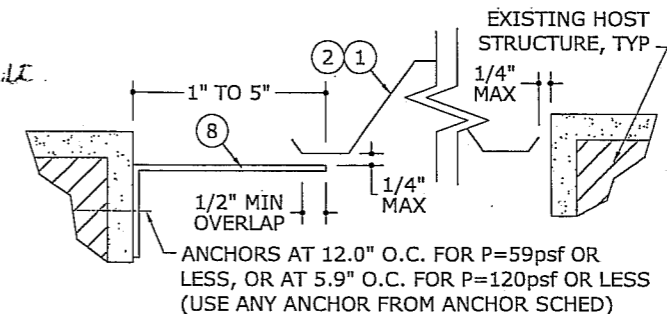 EXISTING HOST
STRUCTURE, TYP
2 1
1/4"
MAX
1" TO 5"
8
1/2" MIN
OVERLAP
1/4"
MAX
ANCHORS AT 12.0" O.C. FOR P=59psf OR
LESS, OR AT 5.9" O.C. FOR P=120psf OR LESS
(USE ANY ANCHOR FROM ANCHOR SCHED)